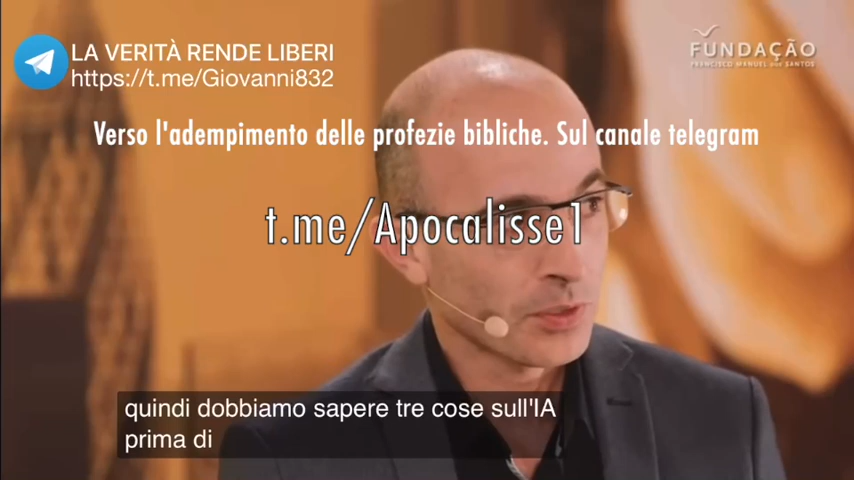 LA VERITÀ RENDE LIBERI
https://t.me/Giovanni832
FUNDAÇÃO
FRANCISCO MANUEL DOS SANTOS
Verso l'adempimento delle profezie bibliche. Sul canale telegram
t.me/Apocalisse1
quindi dobbiamo sapere tre cose sull'IA
prima di